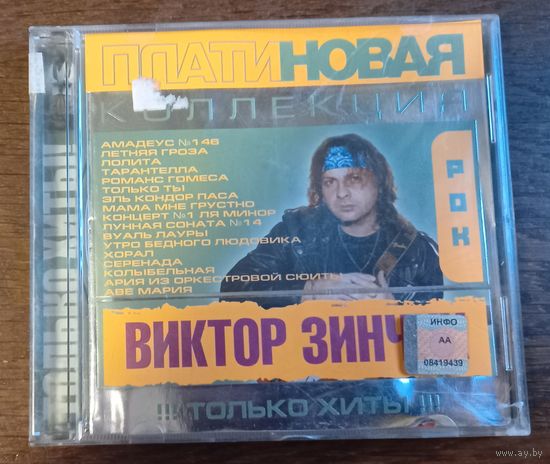 ПЛАТИНОВАЯ
КОЛЛЕКЦИЯ
АМАДЕУС №146
ЛЕТНЯЯ ГРОЗА
ЛОЛИТА
ТАРАНТЕЛЛА
РОМАНС ГОМЕСА
ТОЛЬКО ТЫ
ЭЛЬ КОНДОР ПАСА
МАМА МНЕ ГРУСТНО
КОНЦЕРТ №1 ЛЯ МИНОР
ЛУННАЯ СОНАТА №14
ВУАЛЬ ЛАУРЫ
УТРО БЕДНОГО ЛЮДОВИКА
ХОРАЛ
СЕРЕНАДА
КОЛЫБЕЛЬНАЯ
АРИЯ ИЗ ОРКЕСТРОВОЙ СЮИТЫ
АВЕ МАРИЯ
РОК
ВИКТОР ЗИНЧ
ИНФО
АА
08419439
!!! ТОЛЬКО ХИТЫ !!!
ТОЛЬКО ХИТЫ
www.ay.by